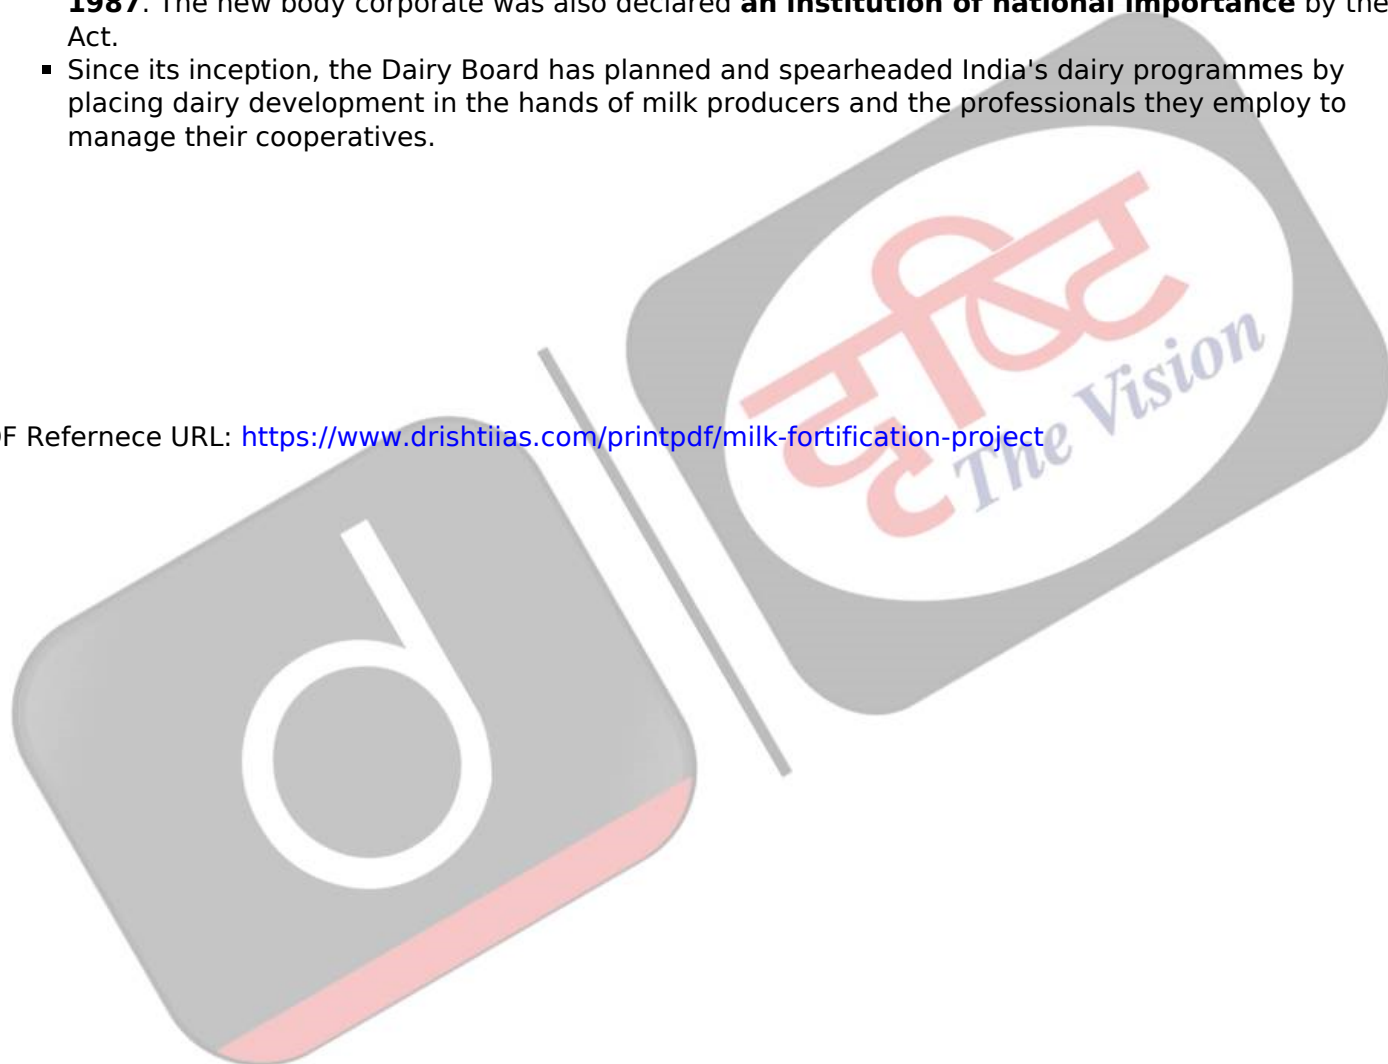 1987. The new body corporate was also declared an institution of national importance by the
Act.
▪ Since its inception, the Dairy Board has planned and spearheaded India's dairy programmes by
placing dairy development in the hands of milk producers and the professionals they employ to
manage their cooperatives.
दृष्टि
The Vision
F Refernece URL: https://www.drishtiias.com/printpdf/milk-fortification-project
d